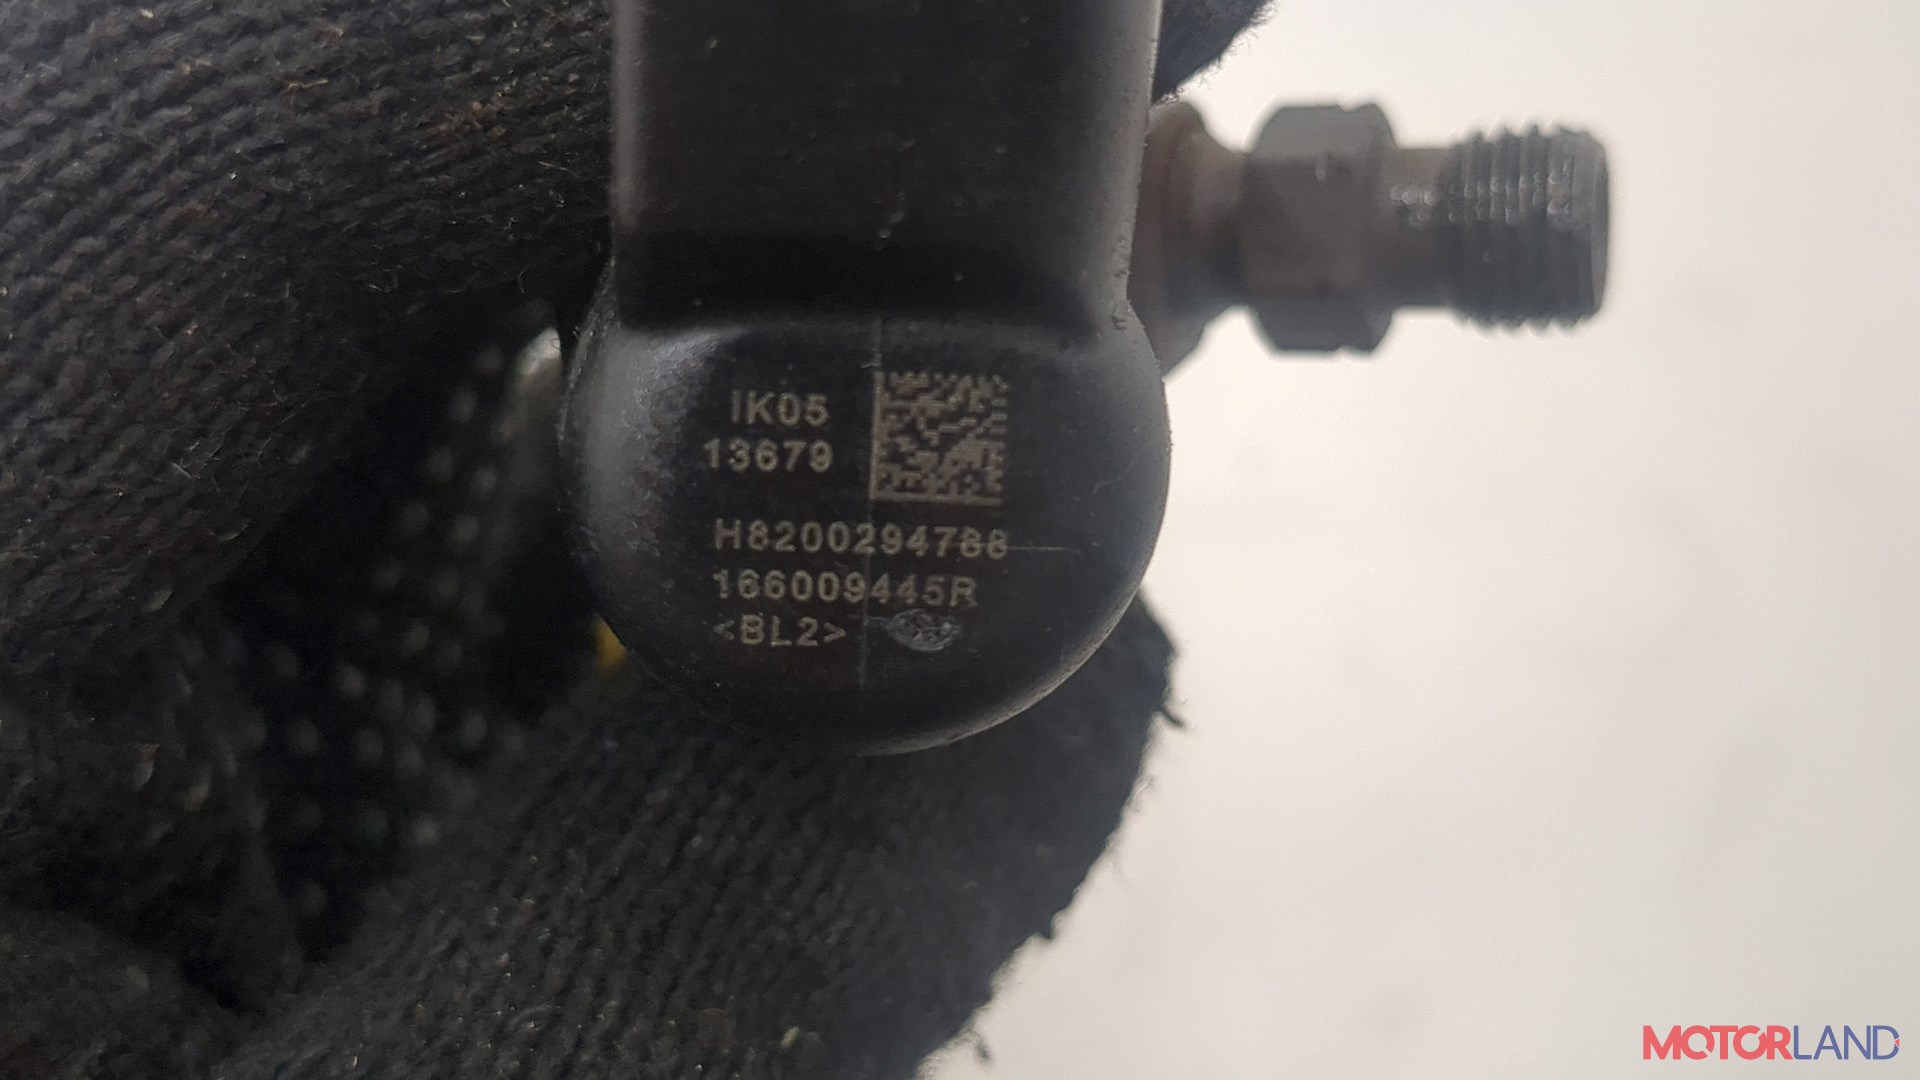 IK05
13679
H8200294788
166009445R
<BL2>
MOTORLAND